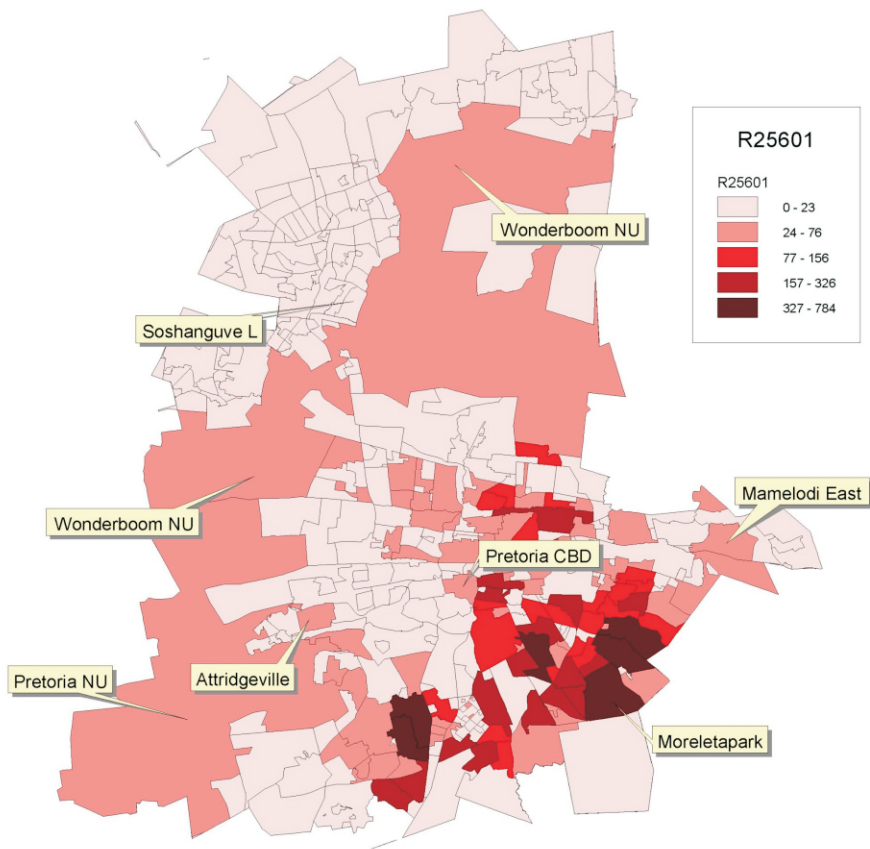 R25601
R25601
0 - 23
24 - 76
77 - 156
157 - 326
327 - 784
Wonderboom NU
Soshanguve L
Wonderboom NU
Mamelodi East
Pretoria CBD
Attridgeville
Pretoria NU
Moreletapark